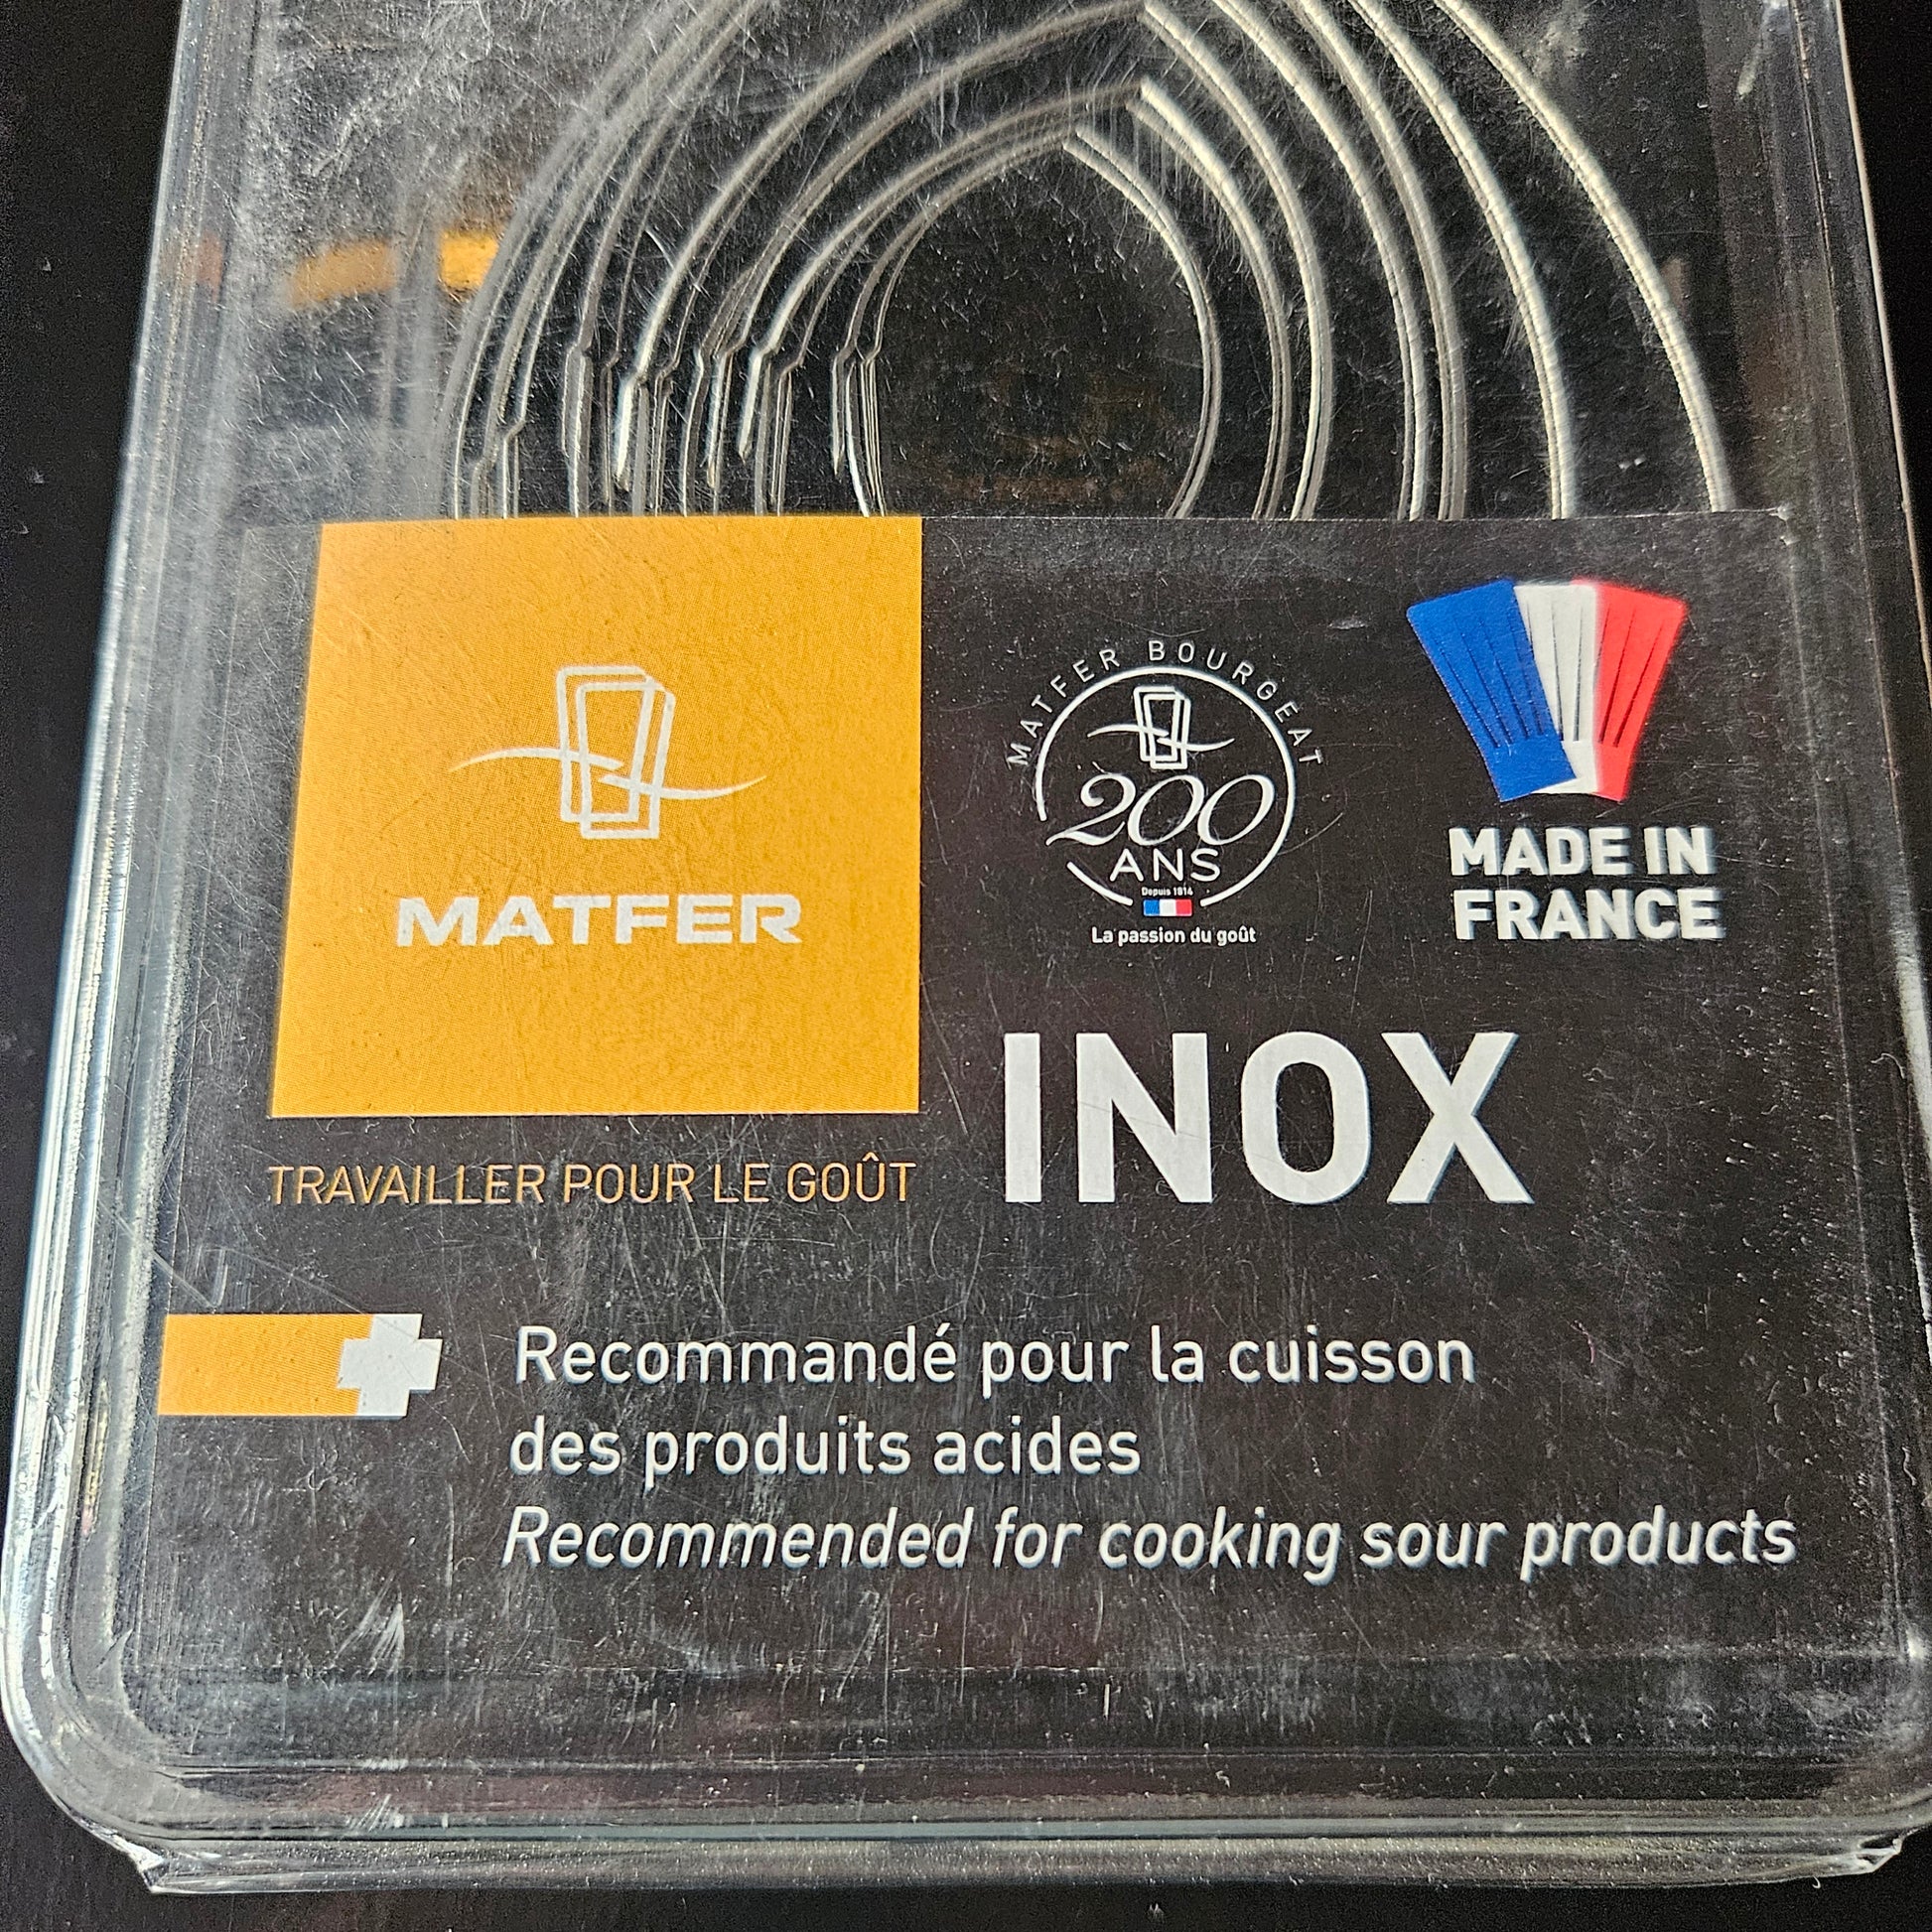 MATFER BOURGEAT
200
ANS
Depuis 1814
La passion du goût
MADE IN
FRANCE
MATFER
TRAVAILLER POUR LE GOÛT
INOX
Recommandé pour la cuisson
des produits acides
Recommended for cooking sour products